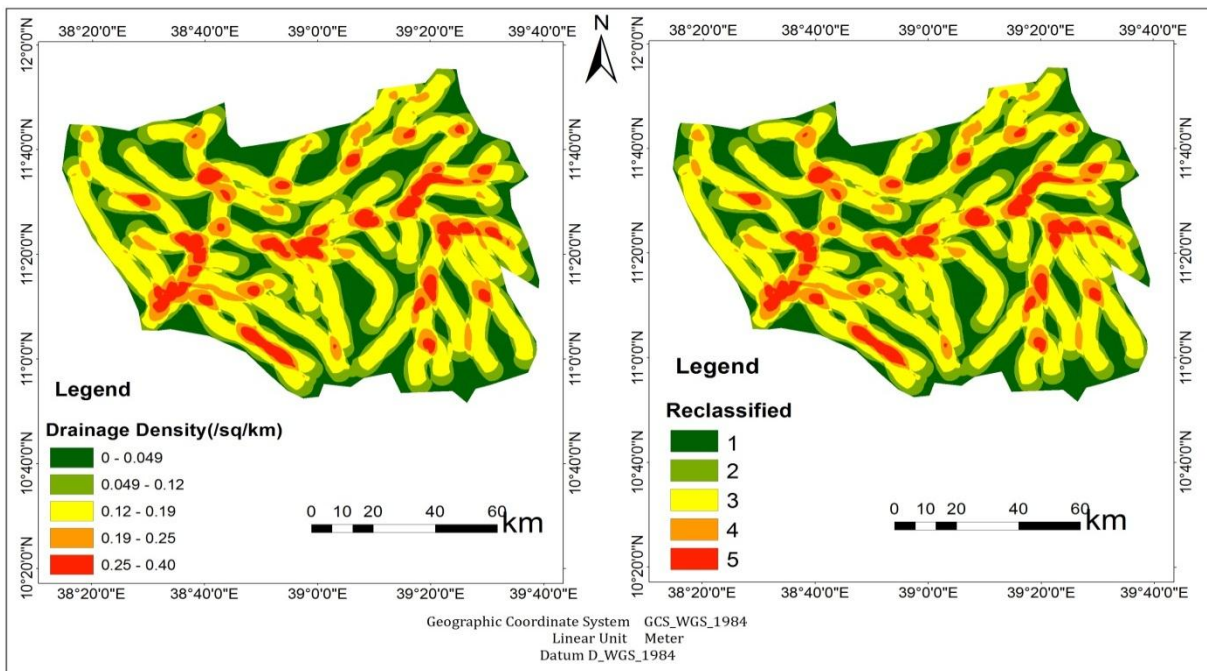 38°20'0"E 38°40'0"E 39°0'0"E 39°20'0"E 39°40'0"E
N
38°20'0"E 38°40'0"E 39°0'0"E 39°20'0"E 39°40'0"E
12°0'0"N
11°40'0"N
11°20'0"N
11°0'0"N
10°40'0"N
10°20'0"N
12°0'0"N
11°40'0"N
11°20'0"N
11°0'0"N
10°40'0"N
10°20'0"N
Legend
Drainage Density(/sq/km)
0 - 0.049
0.049 - 0.12
0.12 - 0.19
0.19 - 0.25
0.25 - 0.40
0 10 20 40 60
km
38°20'0"E 38°40'0"E 39°0'0"E 39°20'0"E 39°40'0"E
12°0'0"N
11°40'0"N
11°20'0"N
11°0'0"N
10°40'0"N
10°20'0"N
Legend
Reclassified
1
2
3
4
5
0 10 20 40 60
km
38°20'0"E 38°40'0"E 39°0'0"E 39°20'0"E 39°40'0"E
Geographic Coordinate System GCS_WGS_1984
Linear Unit Meter
Datum D_WGS_1984